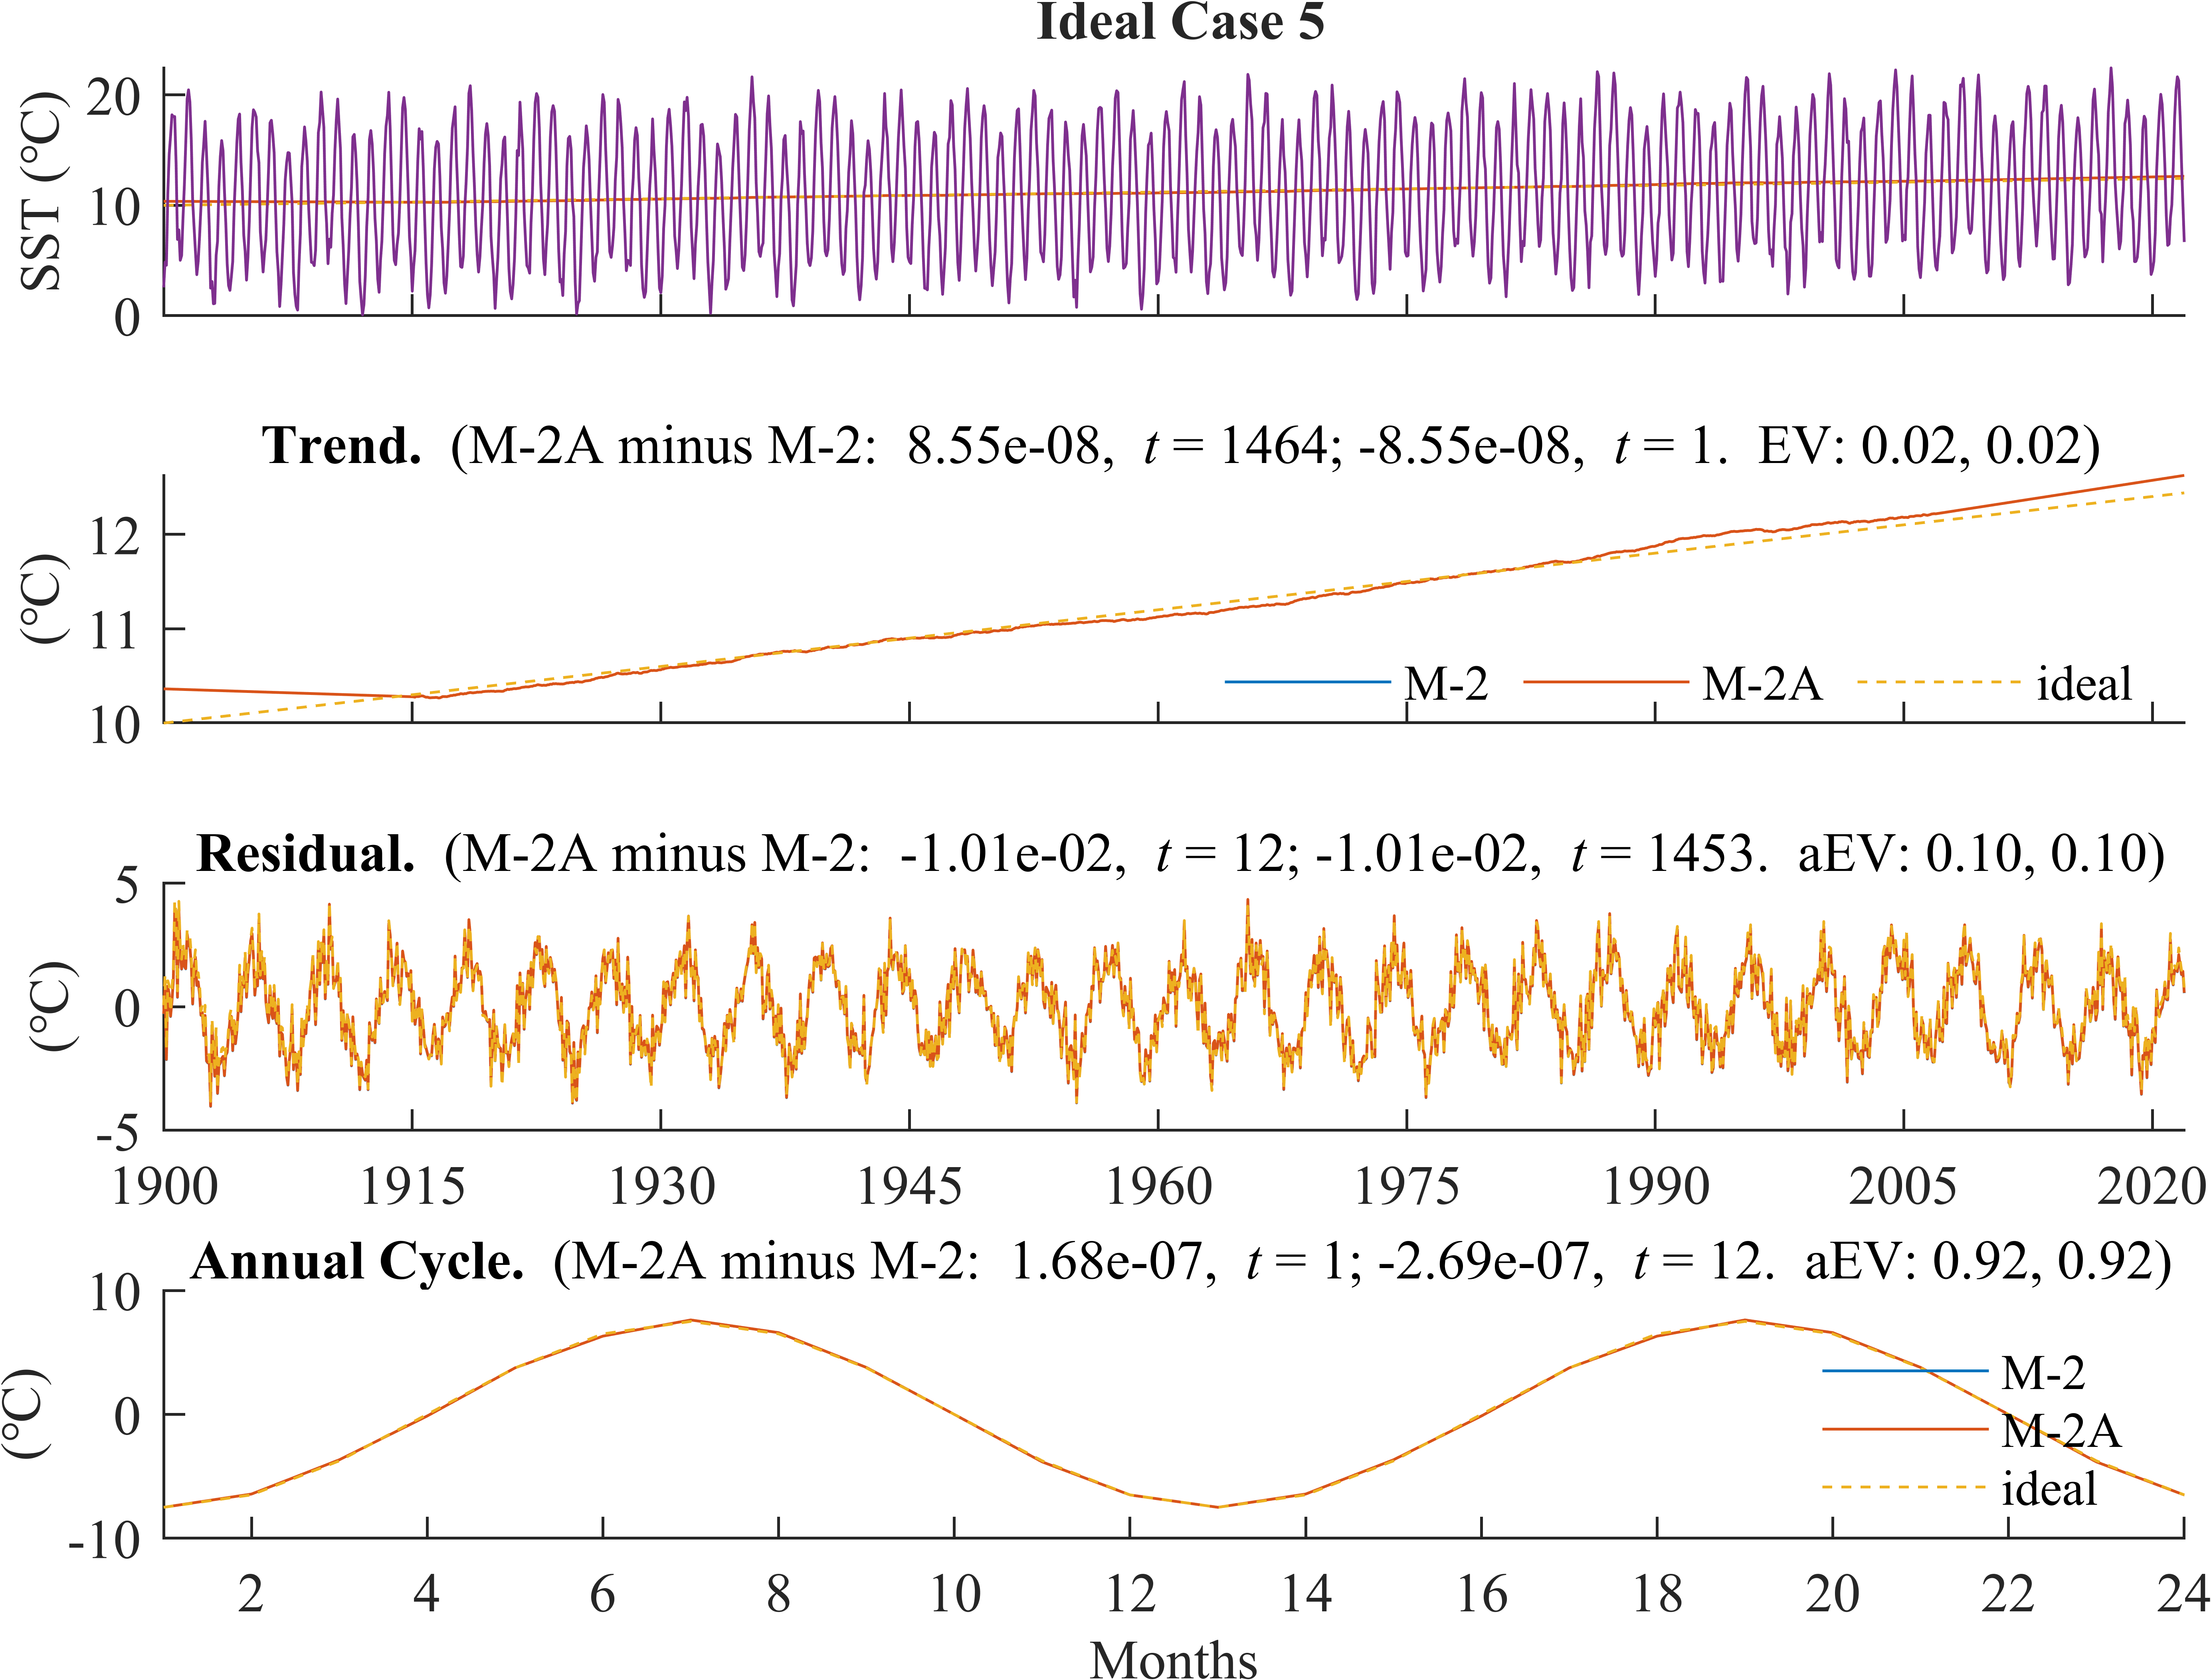 Ideal Case 5
SST (°C)
20
10
0
Trend. (M-2A minus M-2: 8.55e-08, t = 1464; -8.55e-08, t = 1. EV: 0.02, 0.02)
(°C)
12
11
10
M-2 M-2A ideal
Residual. (M-2A minus M-2: -1.01e-02, t = 12; -1.01e-02, t = 1453. aEV: 0.10, 0.10)
(°C)
5
0
-5
1900 1915 1930 1945 1960 1975 1990 2005 2020
Annual Cycle. (M-2A minus M-2: 1.68e-07, t = 1; -2.69e-07, t = 12. aEV: 0.92, 0.92)
(°C)
10
0
-10
M-2
M-2A
ideal
2 4 6 8 10 12 14 16 18 20 22 24
Months